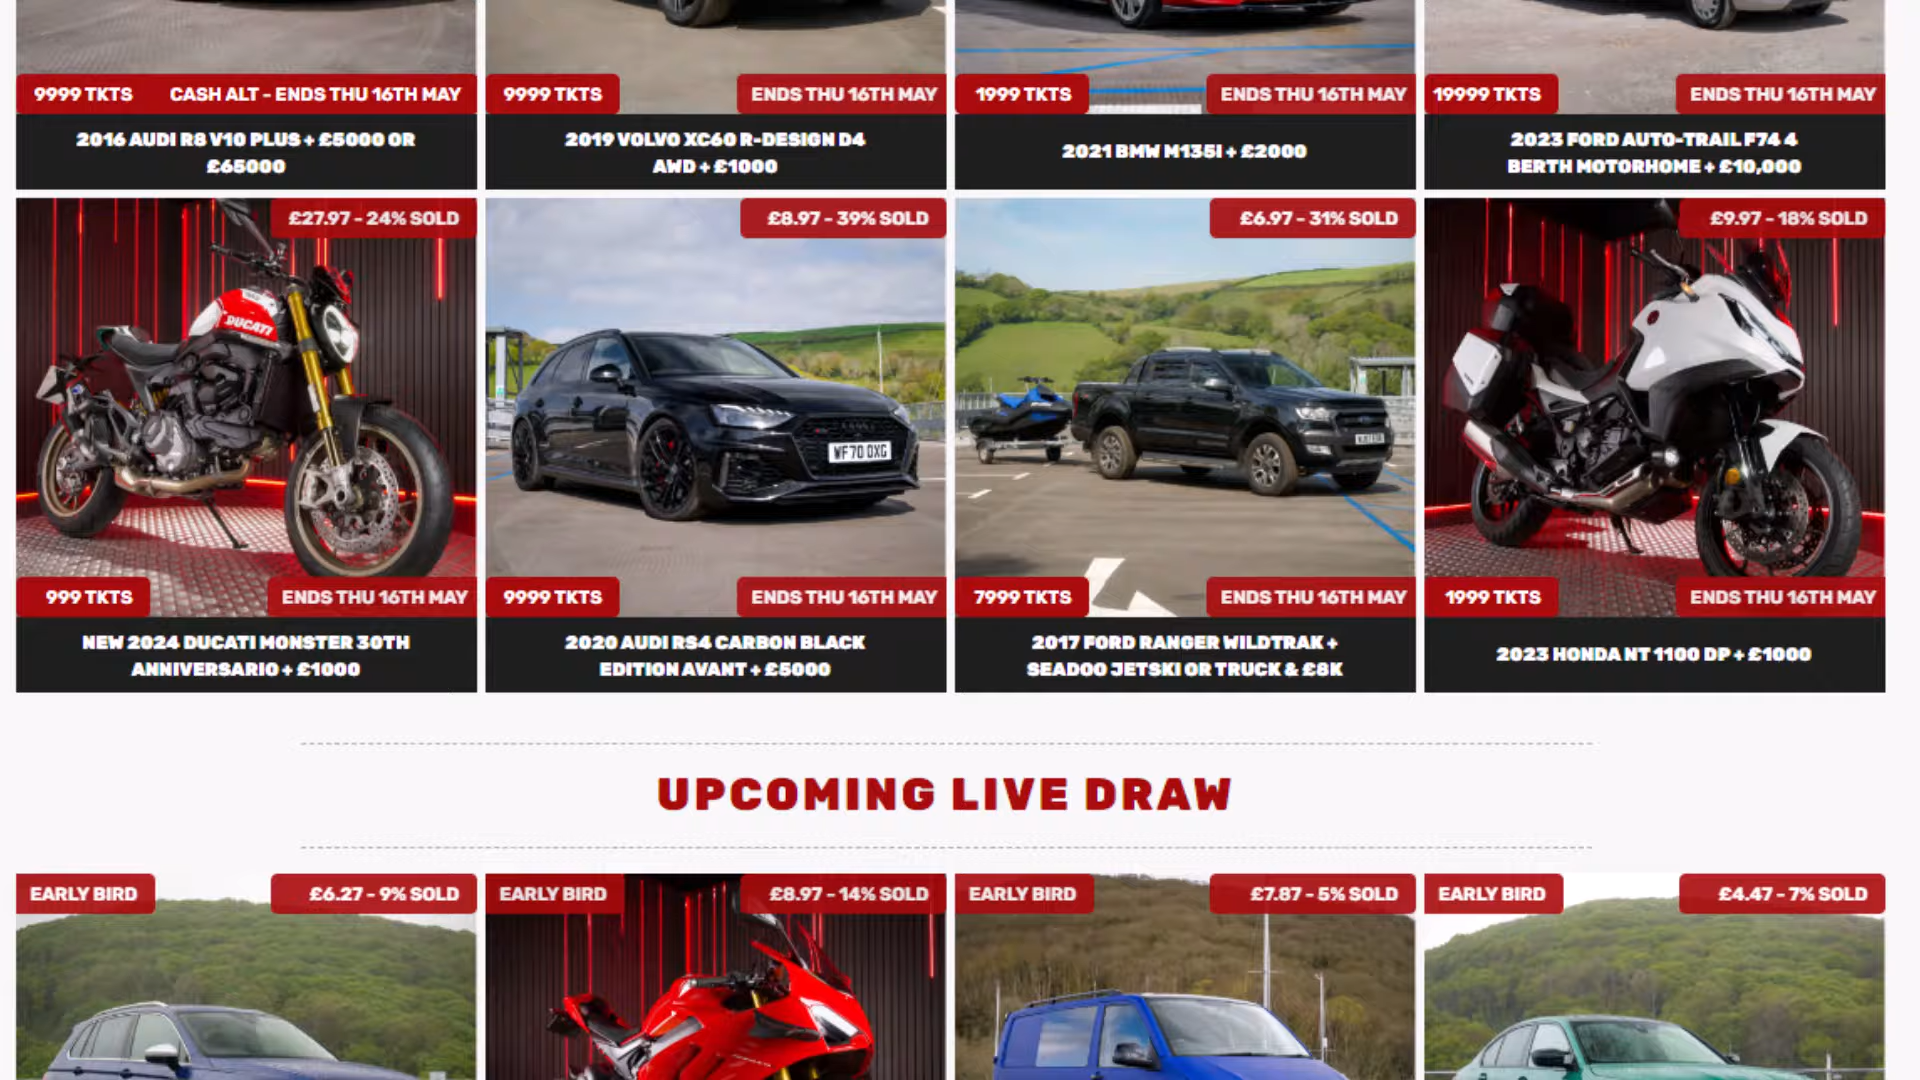 9999 TKTS
CASH ALT - ENDS THU 16TH MAY
2016 AUDI R8 V10 PLUS + £5000 OR
£65000
9999 TKTS
ENDS THU 16TH MAY
2019 VOLVO XC60 R-DESIGN D4
AWD + £1000
1999 TKTS
ENDS THU 16TH MAY
2021 BMW M135I + £2000
19999 TKTS
ENDS THU 16TH MAY
2023 FORD AUTO-TRAIL F74 4
BERTH MOTORHOME + £10,000
£27.97 - 24% SOLD
DUCATI
999 TKTS
ENDS THU 16TH MAY
NEW 2024 DUCATI MONSTER 30TH
ANNIVERSARIO + £1000
£8.97 - 39% SOLD
WF70 OXG
9999 TKTS
ENDS THU 16TH MAY
2020 AUDI RS4 CARBON BLACK
EDITION AVANT + £5000
£6.97 - 31% SOLD
7999 TKTS
ENDS THU 16TH MAY
2017 FORD RANGER WILDTRAK +
SEADOO JETSKI OR TRUCK & £8K
£9.97 - 18% SOLD
1999 TKTS
ENDS THU 16TH MAY
2023 HONDA NT 1100 DP + £1000
UPCOMING LIVE DRAW
EARLY BIRD
£6.27 - 9% SOLD
EARLY BIRD
£8.97 - 14% SOLD
EARLY BIRD
£7.87 - 5% SOLD
EARLY BIRD
£4.47 - 7% SOLD